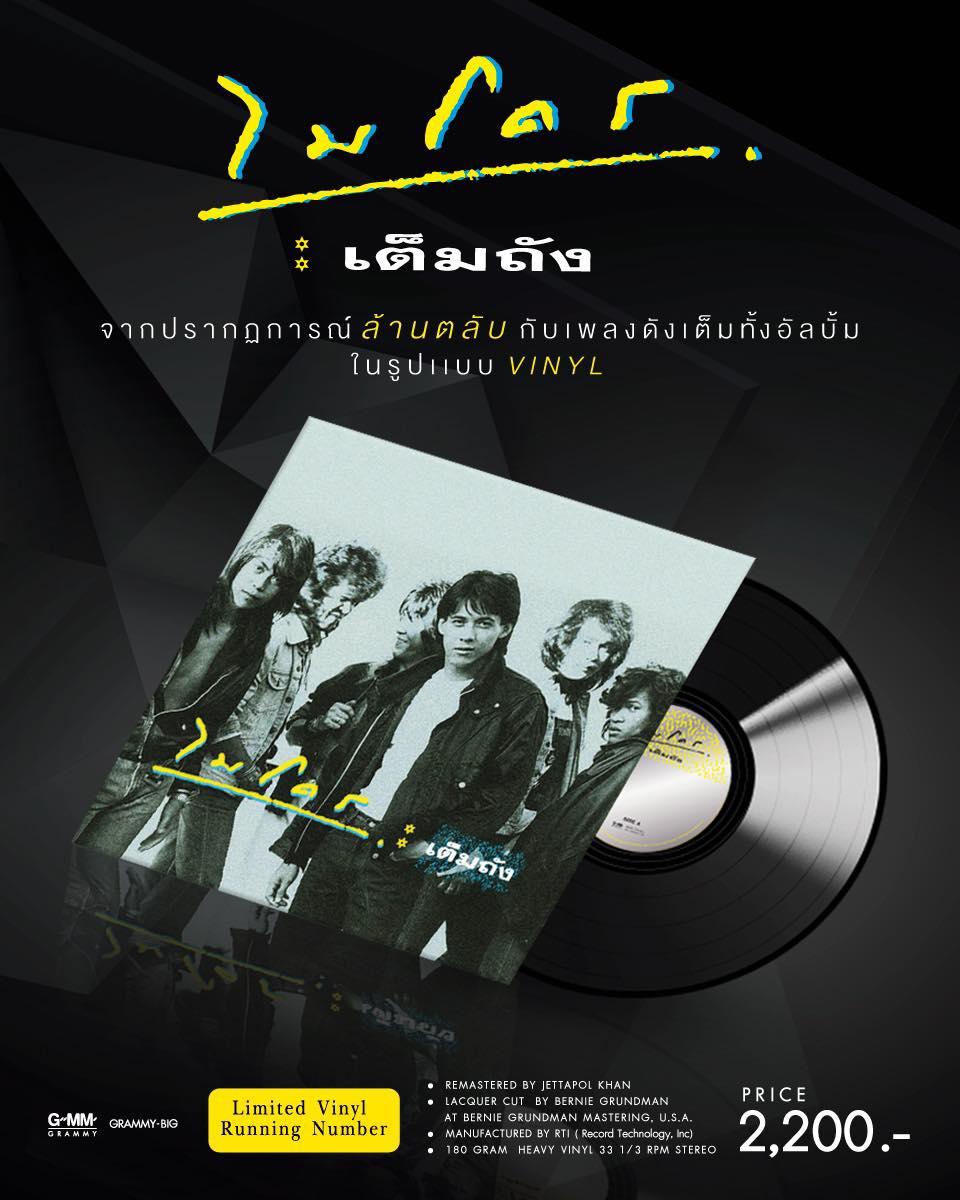 ไมโคร.
เต็มถัง
จากปรากฏการณ์ ล้านตลับ กับเพลงดังเต็มทั้งอัลบั้ม
ในรูปแบบ VINYL
ไมโคร.
เต็มถัง
SIDE A
GMM
GRAMMY
GRAMMY·BIG
Limited Vinyl
Running Number
• REMASTERED BY JETTAPOL KHAN
• LACQUER CUT BY BERNIE GRUNDMAN
AT BERNIE GRUNDMAN MASTERING, U.S.A.
• MANUFACTURED BY RTI ( Record Technology, Inc)
• 180 GRAM HEAVY VINYL 33 1/3 RPM STEREO
PRICE
2,200.-